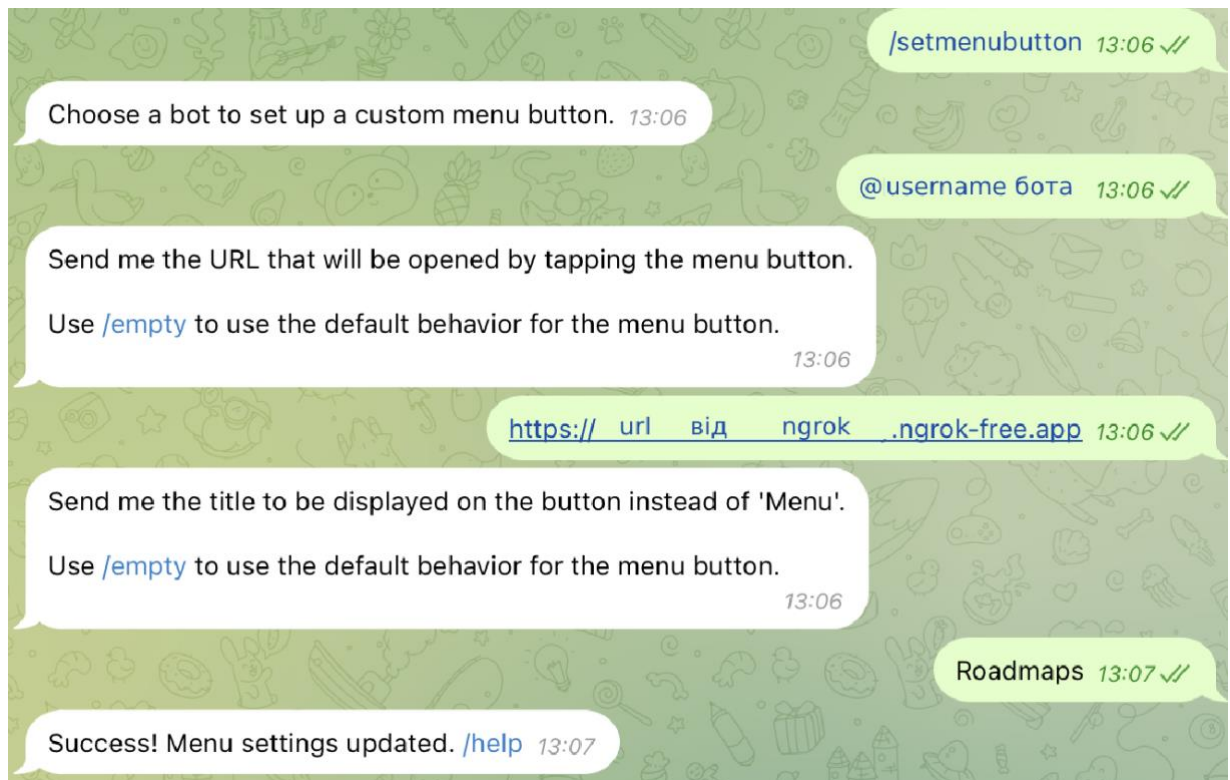 /setmenubutton 13:06
Choose a bot to set up a custom menu button. 13:06
@username бота 13:06
Send me the URL that will be opened by tapping the menu button.
Use /empty to use the default behavior for the menu button.
13:06
https:// url від ngrok .ngrok-free.app 13:06
Send me the title to be displayed on the button instead of 'Menu'.
Use /empty to use the default behavior for the menu button.
13:06
Roadmaps 13:07
Success! Menu settings updated. /help 13:07